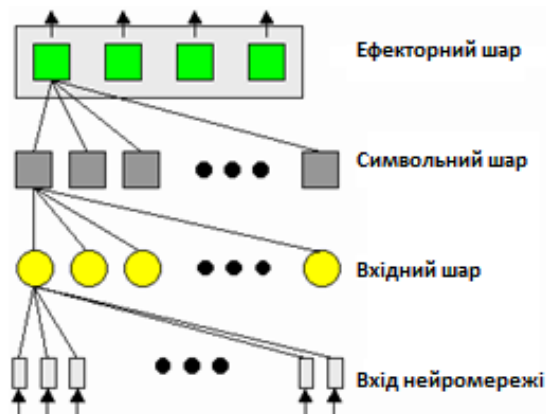 Ефекторний шар
Символьний шар
Вхідний шар
Вхід нейромережі